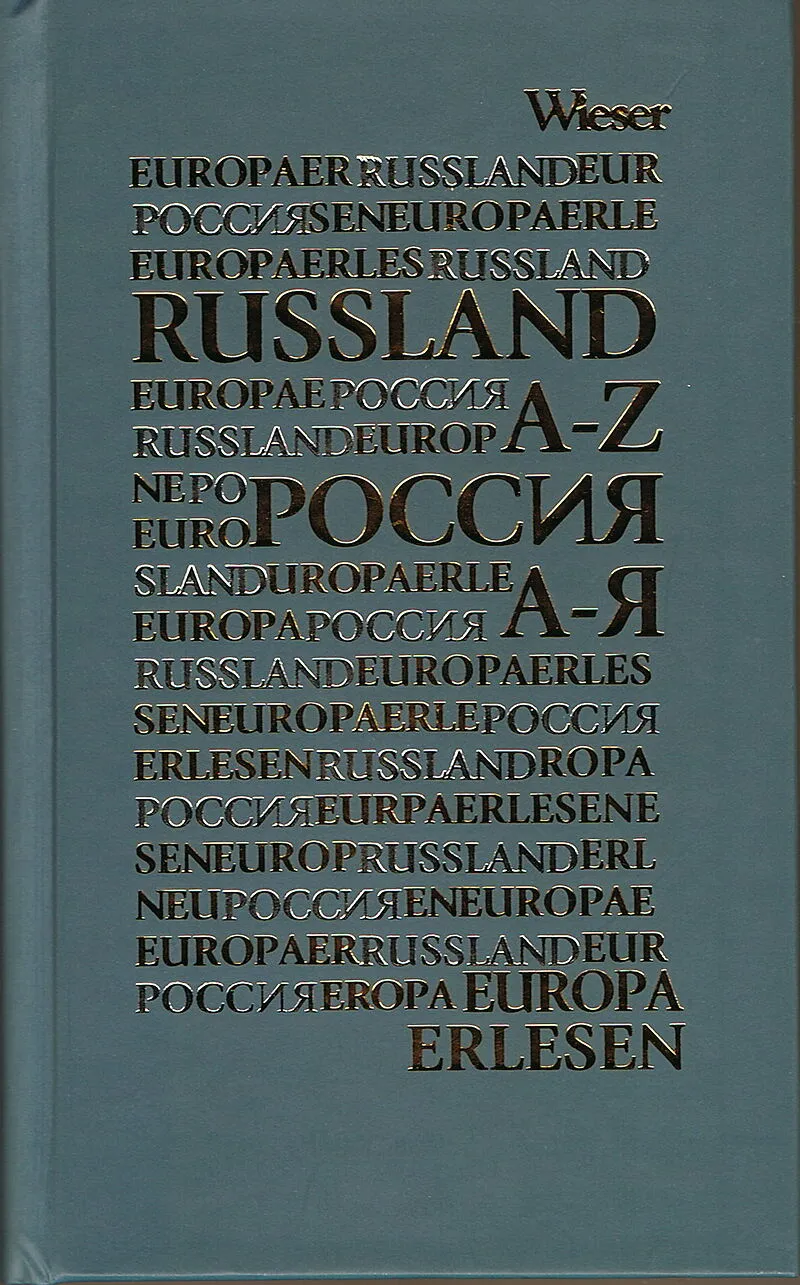 Wieser
EUROPAERRUSSLANDEUR
РОССИЯSENEUROPAERLE
EUROPAERLESRUSSLAND
RUSSLAND
EUROPAEРОССИЯ
A-Z
RUSSLANDEUROP
NEPO
РОССИЯ
EURO
SLANDUROPAERLE
А-Я
EUROPAРОССИЯ
RUSSLANDEUROPAERLES
SENEUROPAERLEРОССИЯ
ERLESENRUSSLANDROPA
РОССИЯEURPAERLESENE
SENEUROPRUSSLANDERL
NEUРОССИЯENEUROPAE
EUROPAERRUSSLANDEUR
РОССИЯEROPA EUROPA
ERLESEN